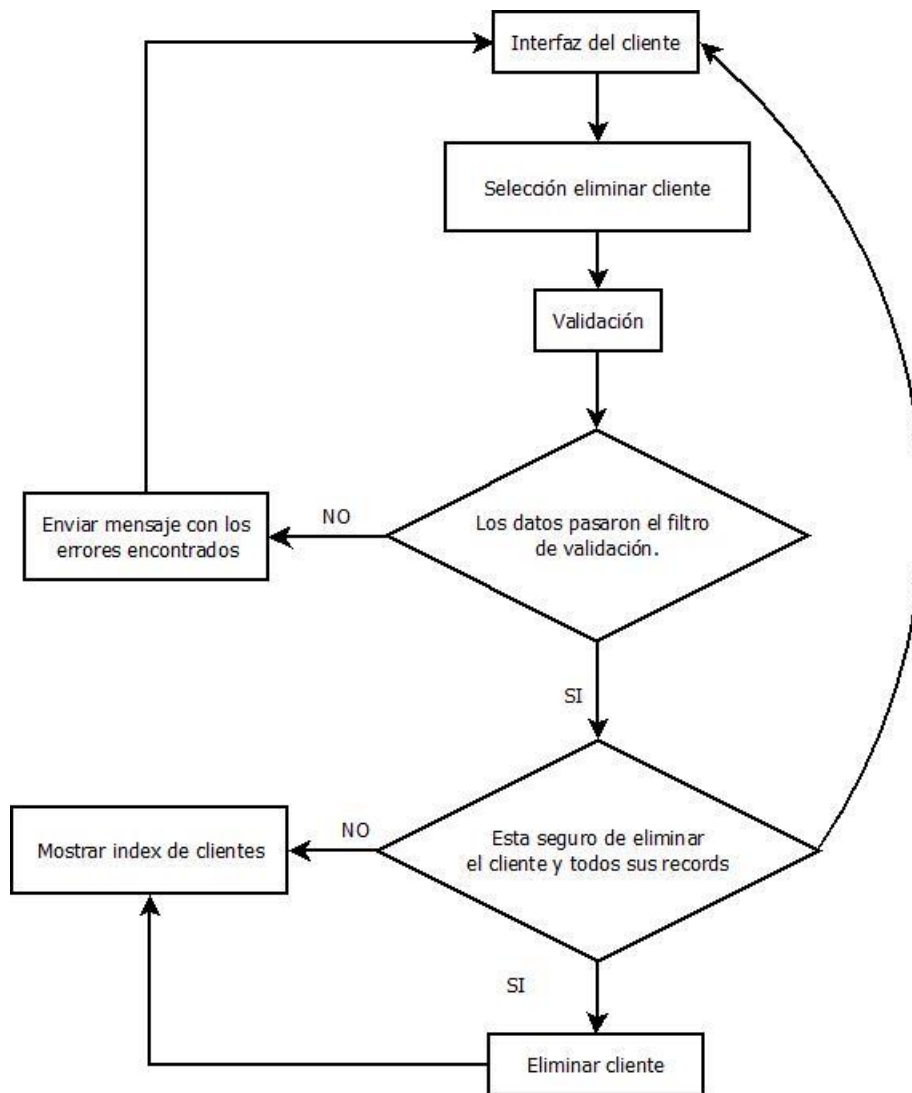 Interfaz del cliente
Selección eliminar cliente
Validación
Los datos pasaron el filtro
de validación.
NO
Enviar mensaje con los
errores encontrados
SI
Esta seguro de eliminar
el cliente y todos sus records
NO
Mostrar index de clientes
SI
Eliminar cliente